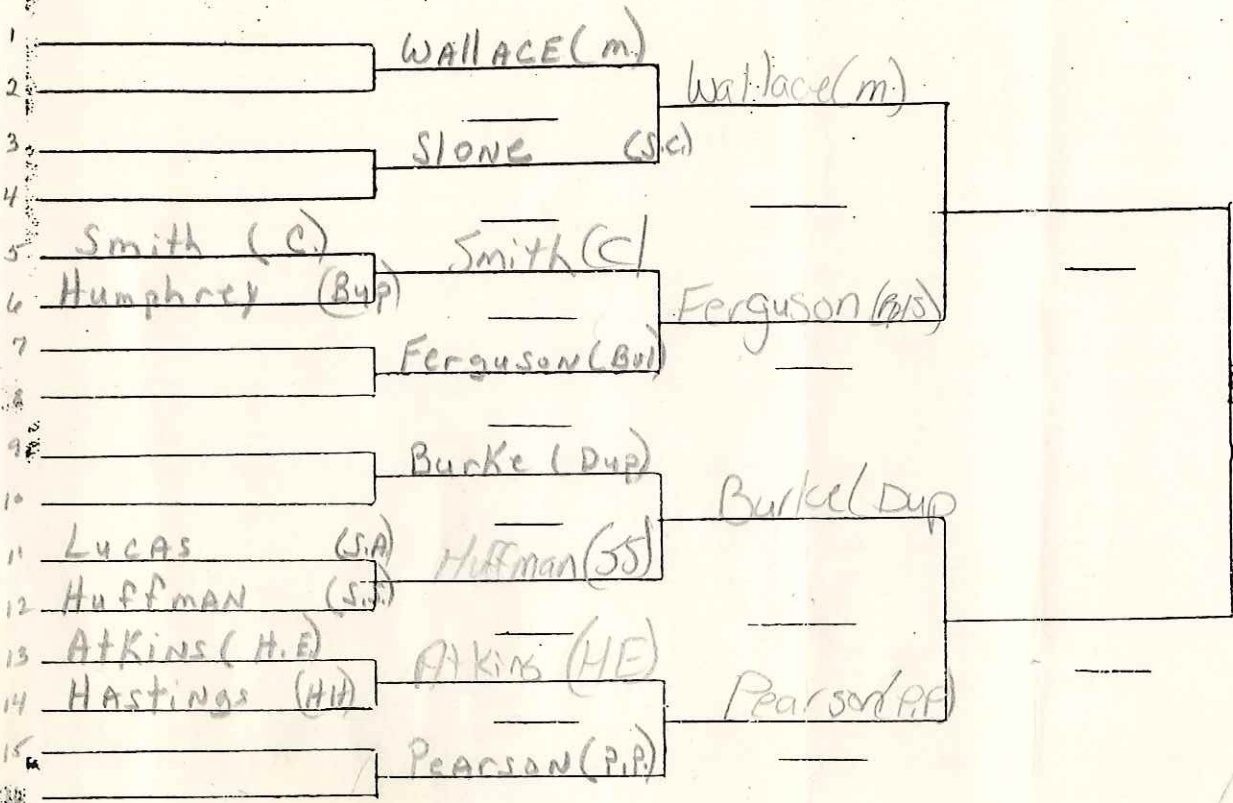 1
WAllACE (m.)
2
Wallace (m.)
3
SloNe (S.C.)
4
5 Smith (C.)
Smith (C)
6 Humphrey (Bup)
Ferguson
7
FerguSoN (Bul)
8
9
Burke (Dup)
10
Burke (Dup
11 LucAs (S.A)
Huffman (SS)
12 HuffmAN (S.S.)
13 AtKiNs (H.E)
Atkins (HE)
14 HAstiNgs (HH)
Pearson (P.P)
15
PeArsoN (P.P.)